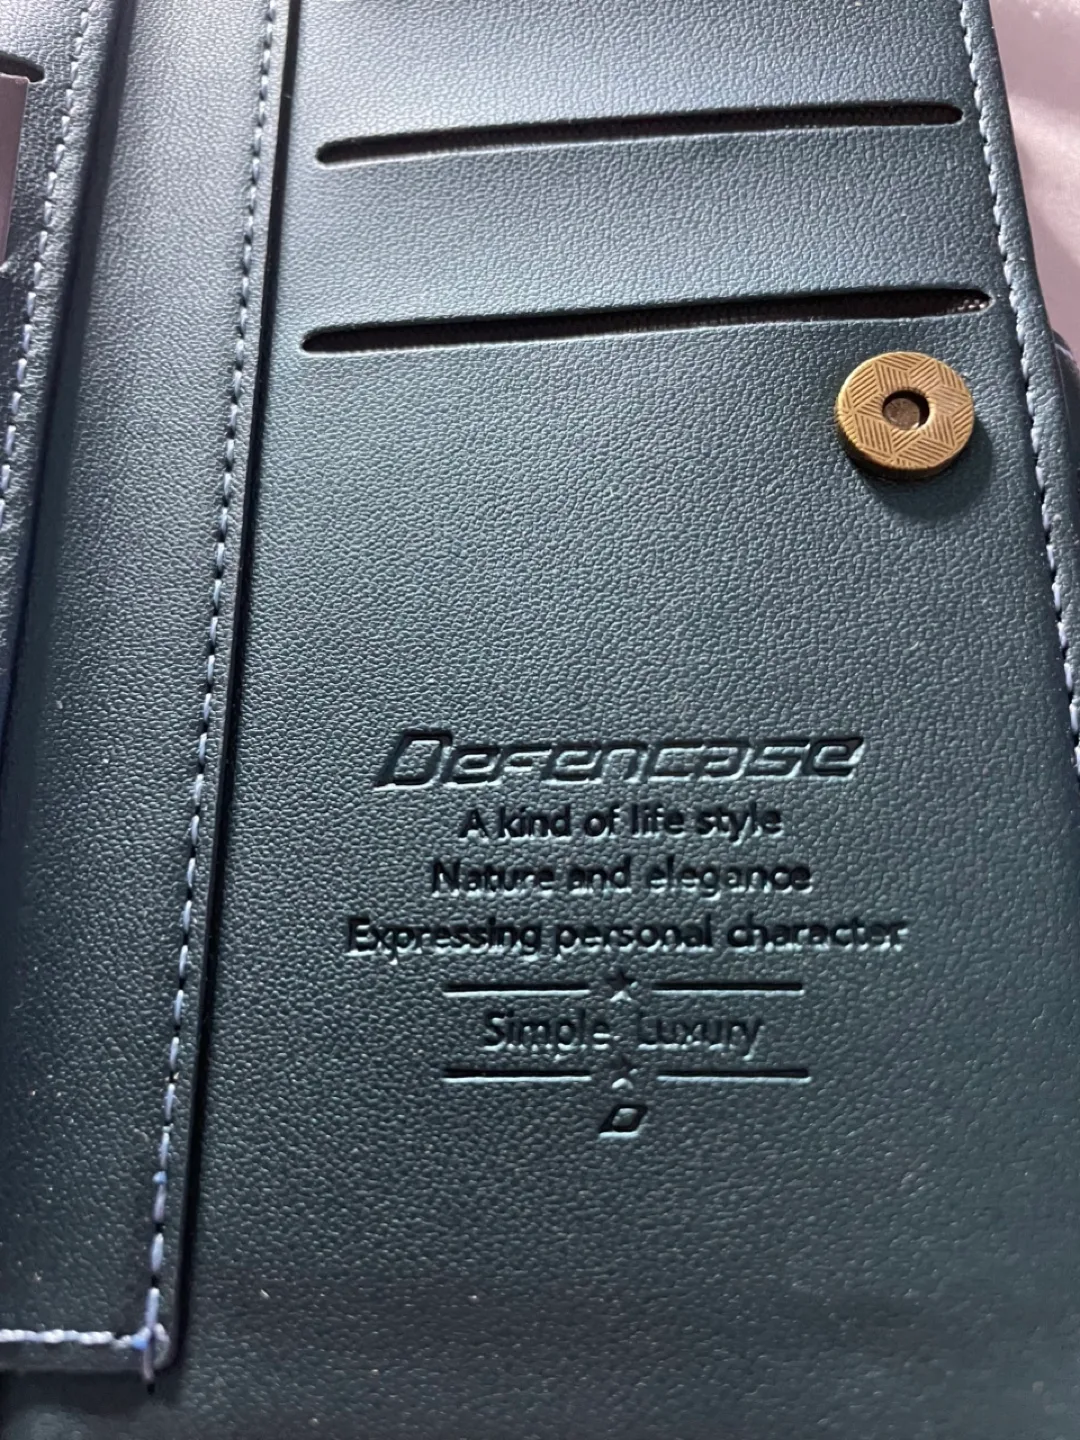 Defencase
A kind of life style
Nature and elegance
Expressing personal character
Simple Luxury
D